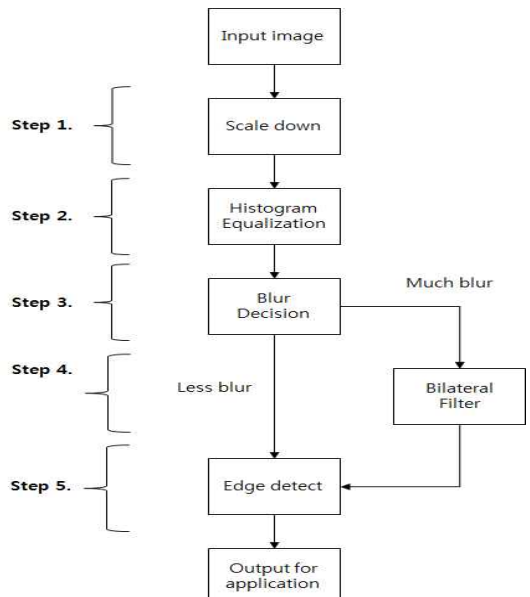 Input image
Step 1.
Scale down
Step 2.
Histogram
Equalization
Step 3.
Blur
Decision
Much blur
Step 4.
Less blur
Bilateral
Filter
Step 5.
Edge detect
Output for
application